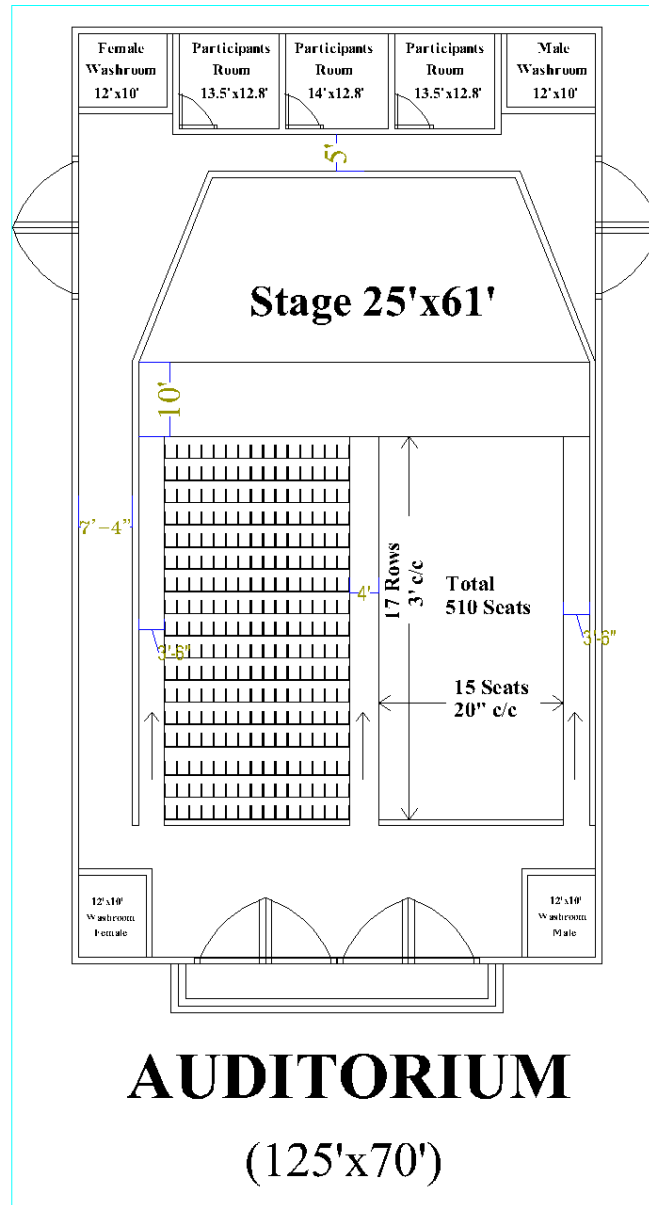 Female
Washroom
12'x10'
Participants
Room
13.5'x12.8'
Participants
Room
14'x12.8'
Participants
Room
13.5'x12.8'
Male
Washroom
12'x10'
5'
Stage 25'x61'
10'
7'-4"
4'
17 Rows
3' c/c
Total
510 Seats
3'-6"
3'-6"
15 Seats
20" c/c
12'x10'
Washroom
Female
12'x10'
Washroom
Male
AUDITORIUM
(125'x70')